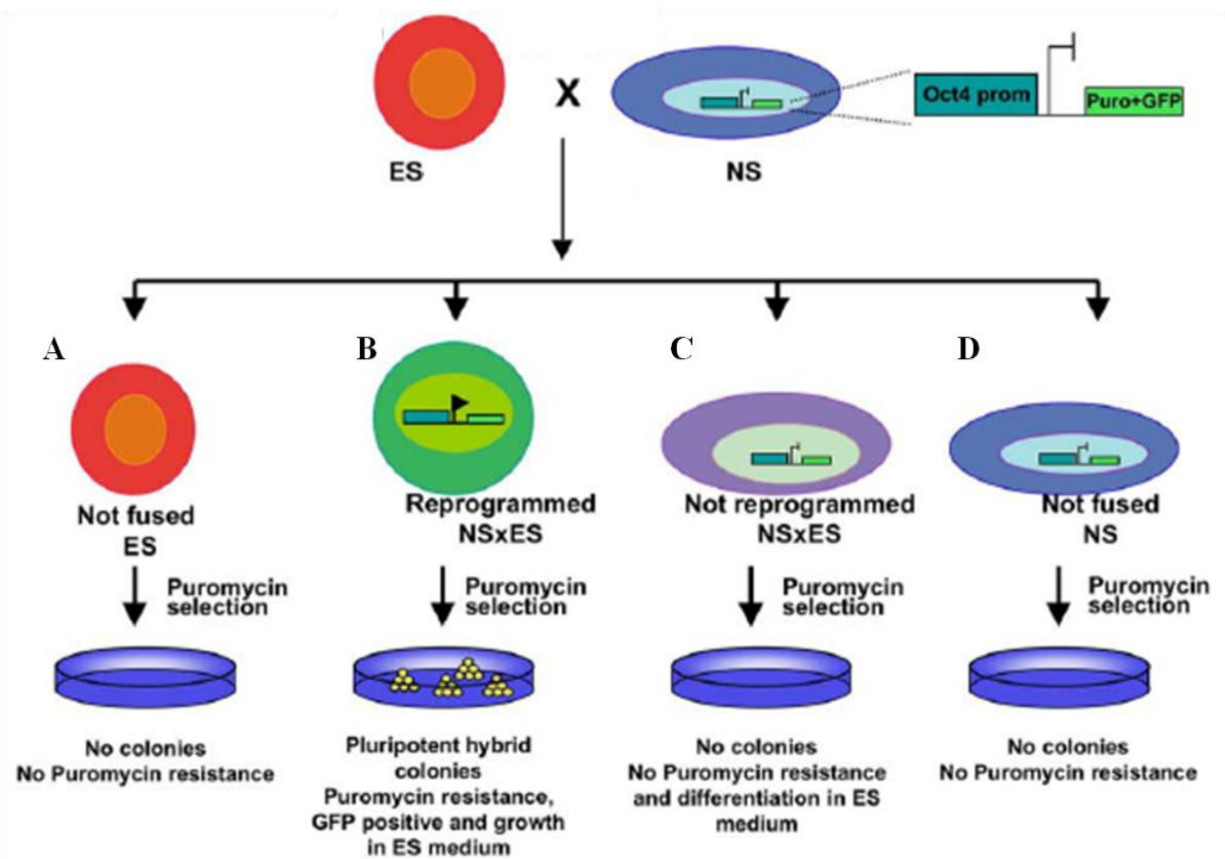 X
Oct4 prom
Puro+GFP
ES
NS
A
B
C
D
Not fused
ES
Reprogrammed
NSxES
Not reprogrammed
NSxES
Not fused
NS
Puromycin
selection
Puromycin
selection
Puromycin
selection
Puromycin
selection
No colonies
No Puromycin resistance
Pluripotent hybrid
colonies
Puromycin resistance,
GFP positive and growth
in ES medium
No colonies
No Puromycin resistance
and differentiation in ES
medium
No colonies
No Puromycin resistance